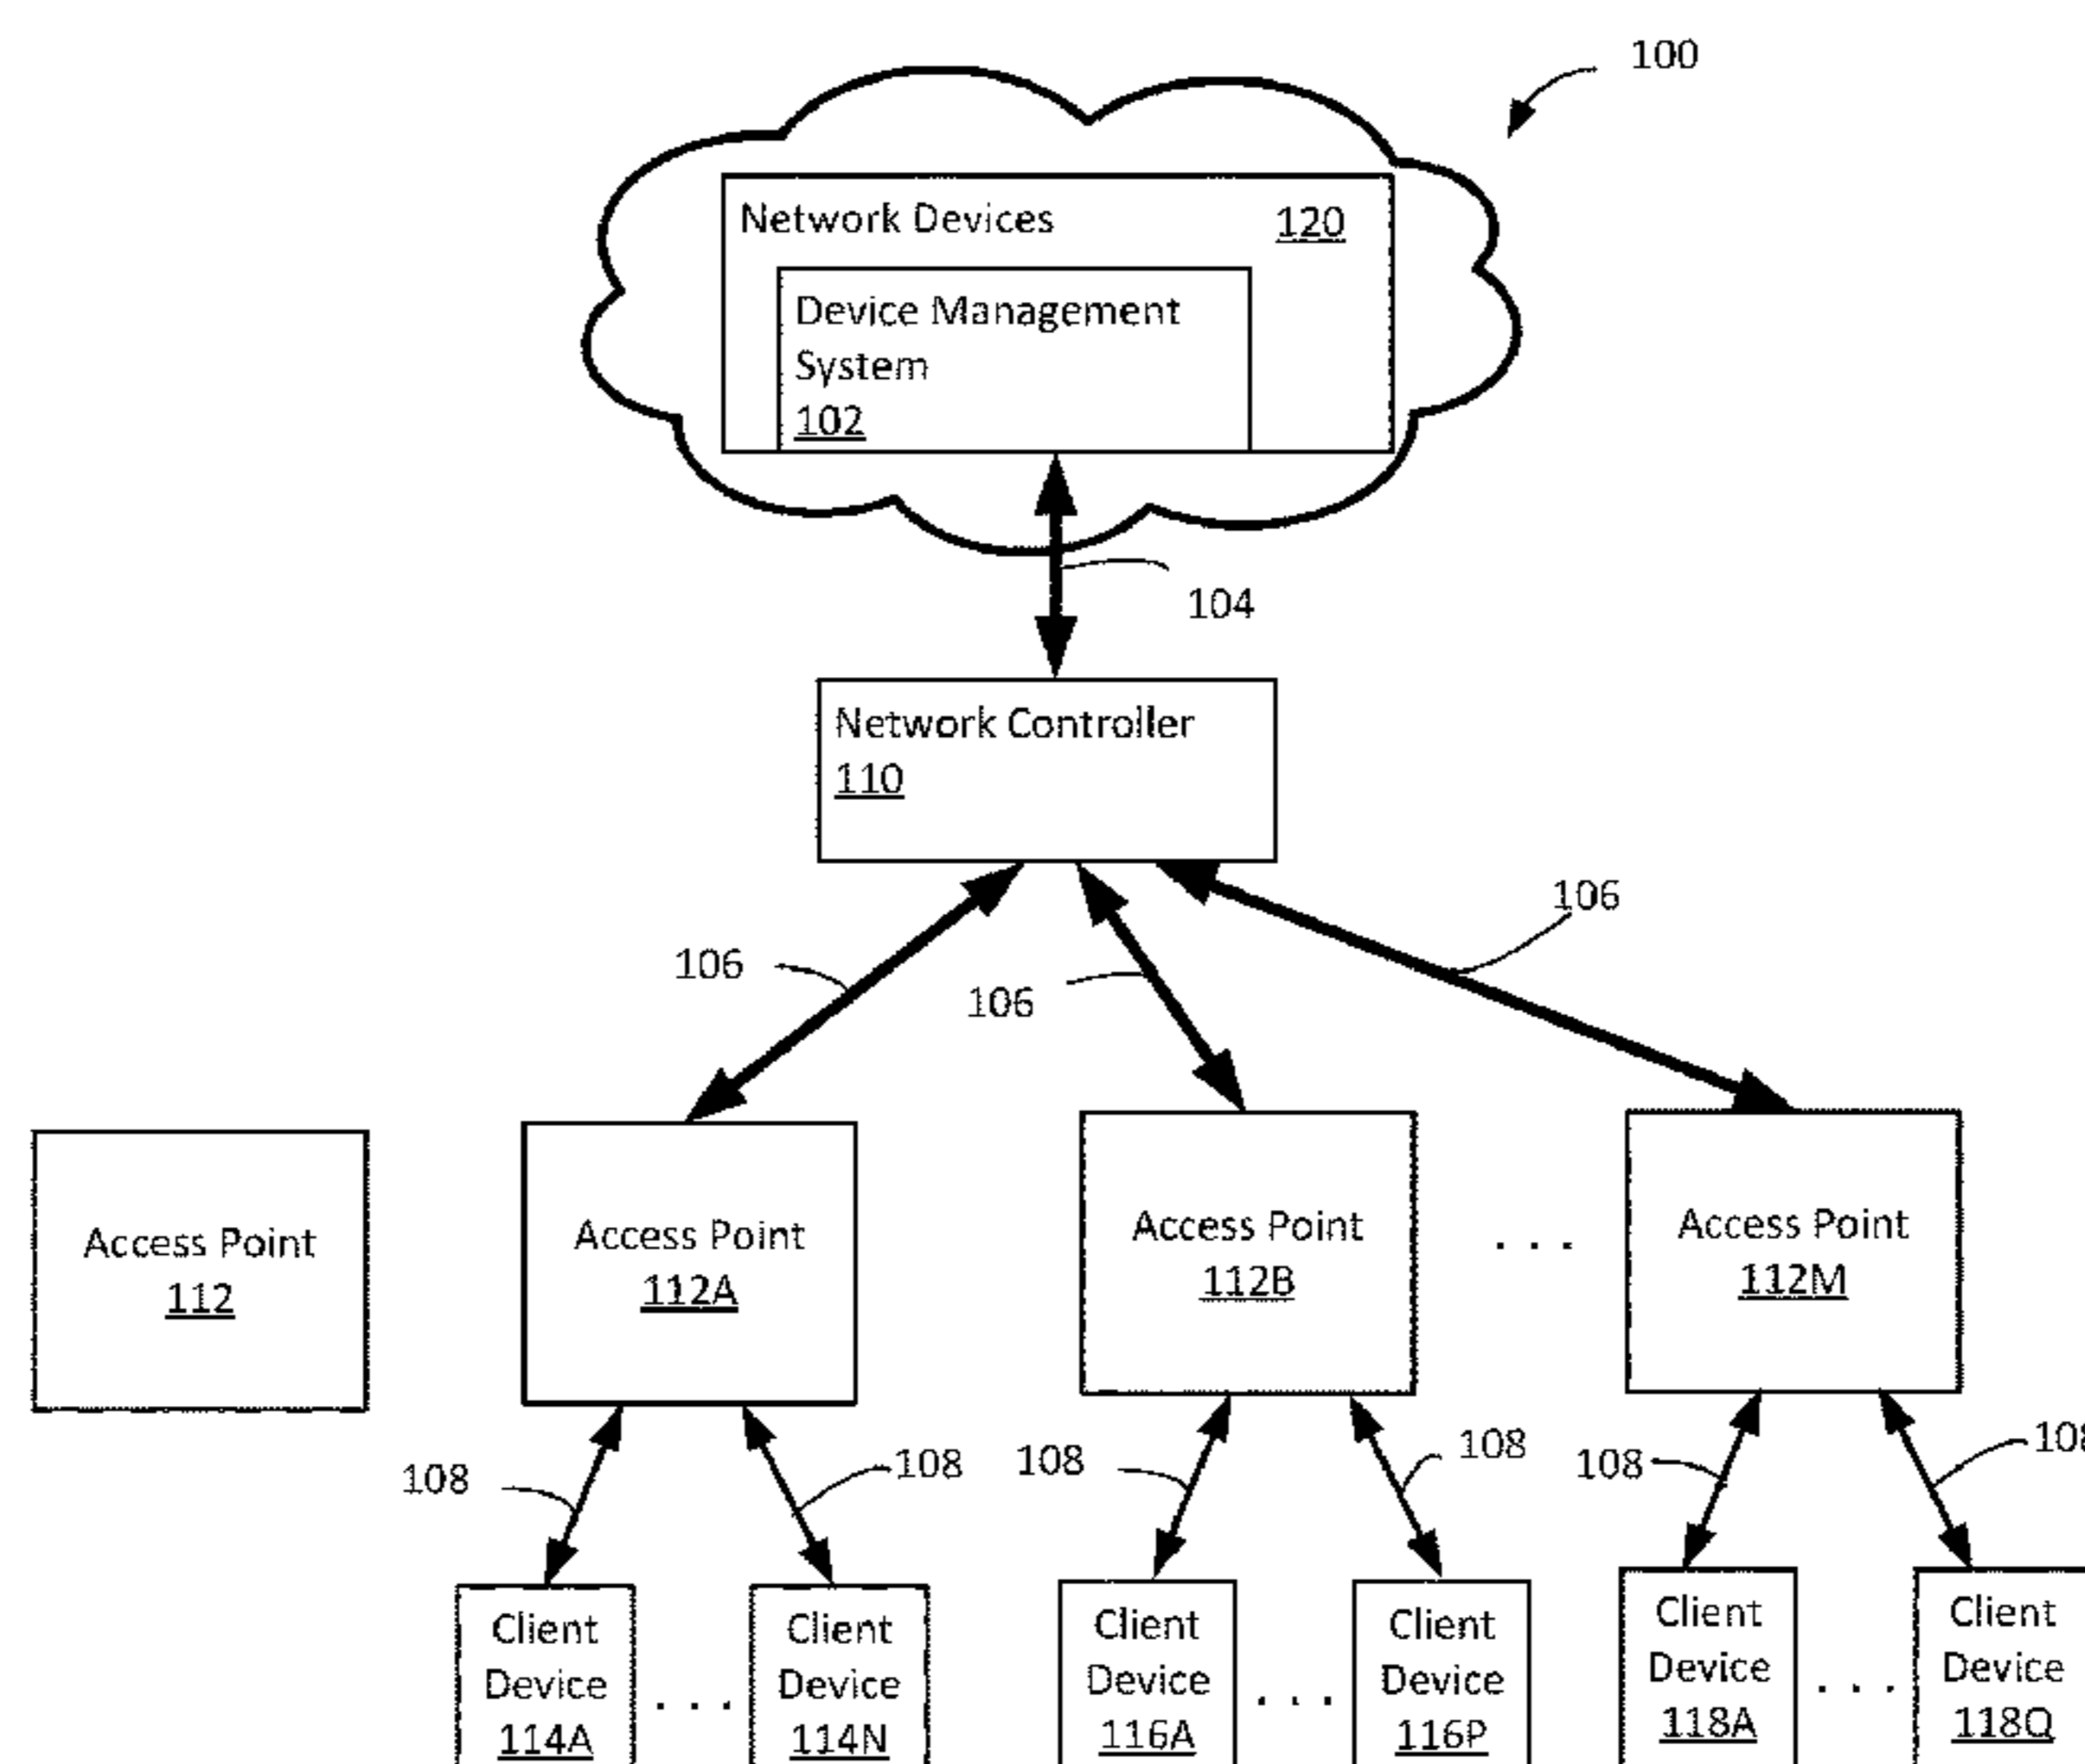 100
Network Devices 120
Device Management
System
102
104
Network Controller
110
106
106
106
Access Point
112
Access Point
112A
Access Point
112B
. . .
Access Point
112M
108
108
108
108
108
108
Client
Device
114A
. . .
Client
Device
114N
Client
Device
116A
. . .
Client
Device
116P
Client
Device
118A
. . .
Client
Device
118Q